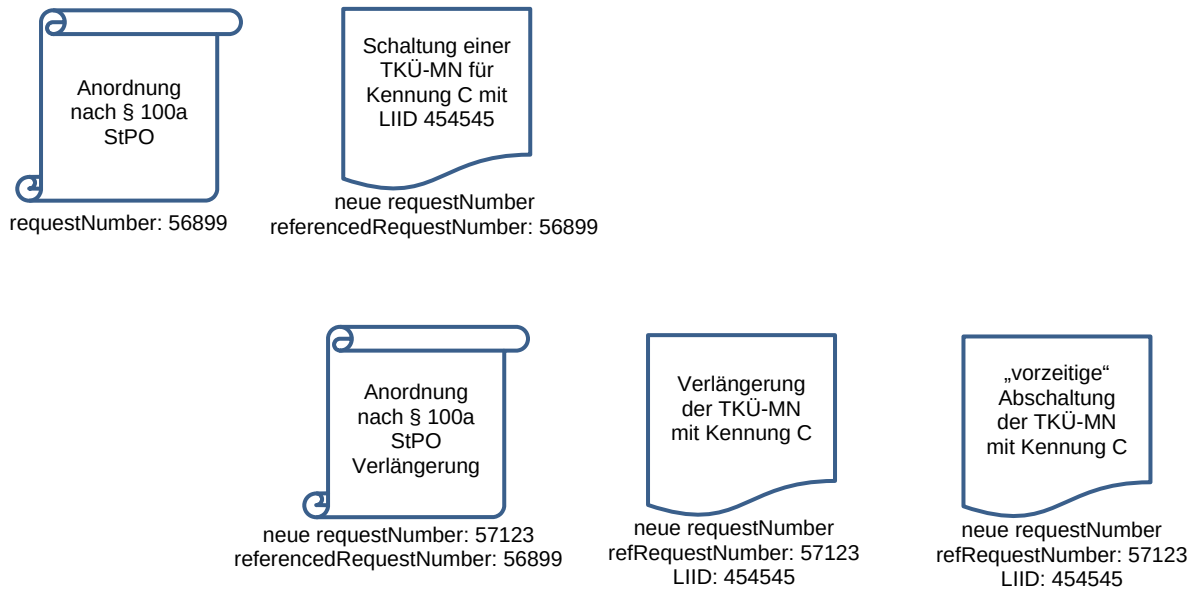 Anordnung
nach § 100a
StPO
requestNumber: 56899
Schaltung einer
TKÜ-MN für
Kennung C mit
LIID 454545
neue requestNumber
referencedRequestNumber: 56899
Anordnung
nach § 100a
StPO
Verlängerung
neue requestNumber: 57123
referencedRequestNumber: 56899
Verlängerung
der TKÜ-MN
mit Kennung C
neue requestNumber
refRequestNumber: 57123
LIID: 454545
„vorzeitige“
Abschaltung
der TKÜ-MN
mit Kennung C
neue requestNumber
refRequestNumber: 57123
LIID: 454545